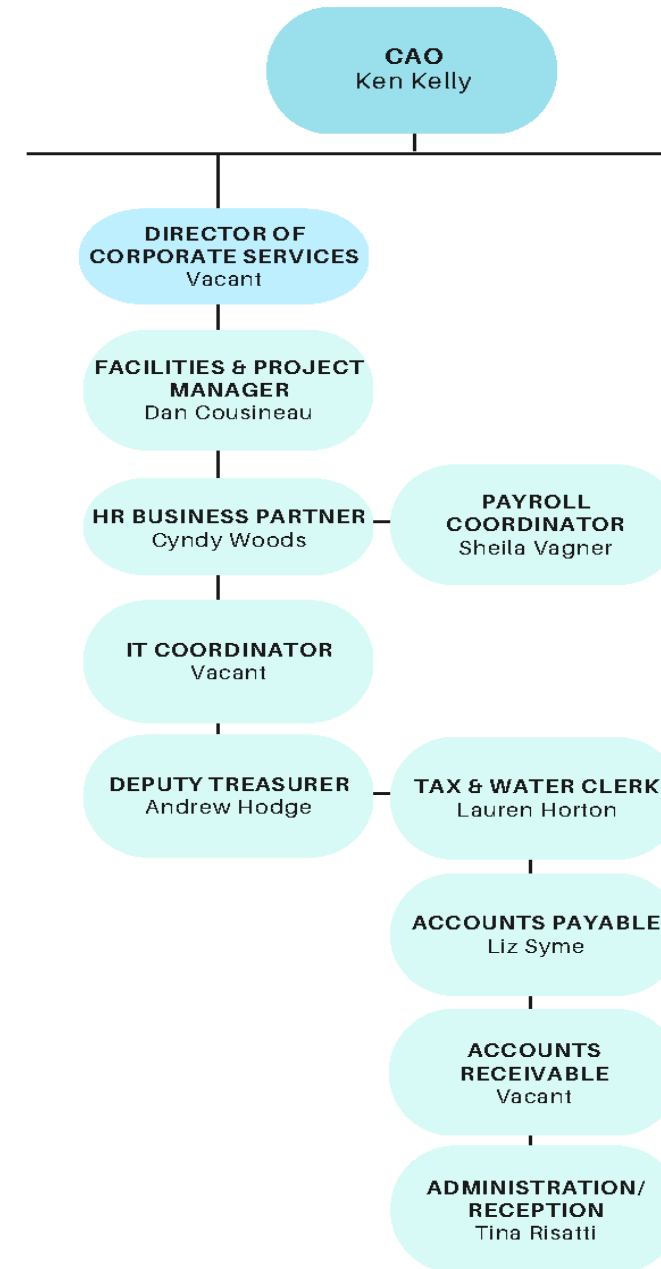 CAO
Ken Kelly
DIRECTOR OF
CORPORATE SERVICES
Vacant
FACILITIES & PROJECT
MANAGER
Dan Cousineau
HR BUSINESS PARTNER
Cyndy Woods
PAYROLL
COORDINATOR
Sheila Vagner
IT COORDINATOR
Vacant
DEPUTY TREASURER
Andrew Hodge
TAX & WATER CLERK
Lauren Horton
ACCOUNTS PAYABLE
Liz Syme
ACCOUNTS
RECEIVABLE
Vacant
ADMINISTRATION/
RECEPTION
Tina Risatti